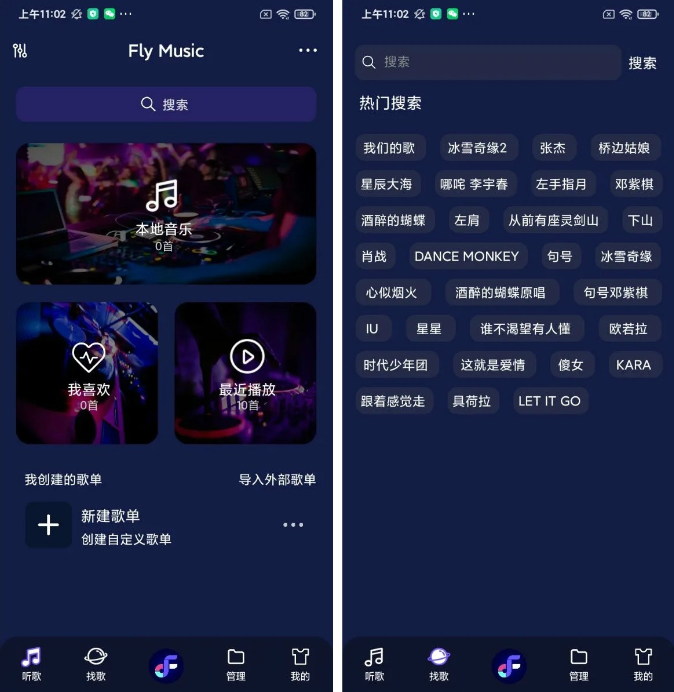 上午11:02
82
Fly Music
搜索
本地音乐
0首
我喜欢
0首
最近播放
10首
我创建的歌单
导入外部歌单
新建歌单
创建自定义歌单
听歌
找歌
管理
我的
上午11:02
82
搜索
搜索
热门搜索
我们的歌
冰雪奇缘2
张杰
桥边姑娘
星辰大海
哪咤 李宇春
左手指月
邓紫棋
酒醉的蝴蝶
左肩
从前有座灵剑山
下山
肖战
DANCE MONKEY
句号
冰雪奇缘
心似烟火
酒醉的蝴蝶原唱
句号邓紫棋
IU
星星
谁不渴望有人懂
欧若拉
时代少年团
这就是爱情
傻女
KARA
跟着感觉走
具荷拉
LET IT GO
听歌
找歌
管理
我的